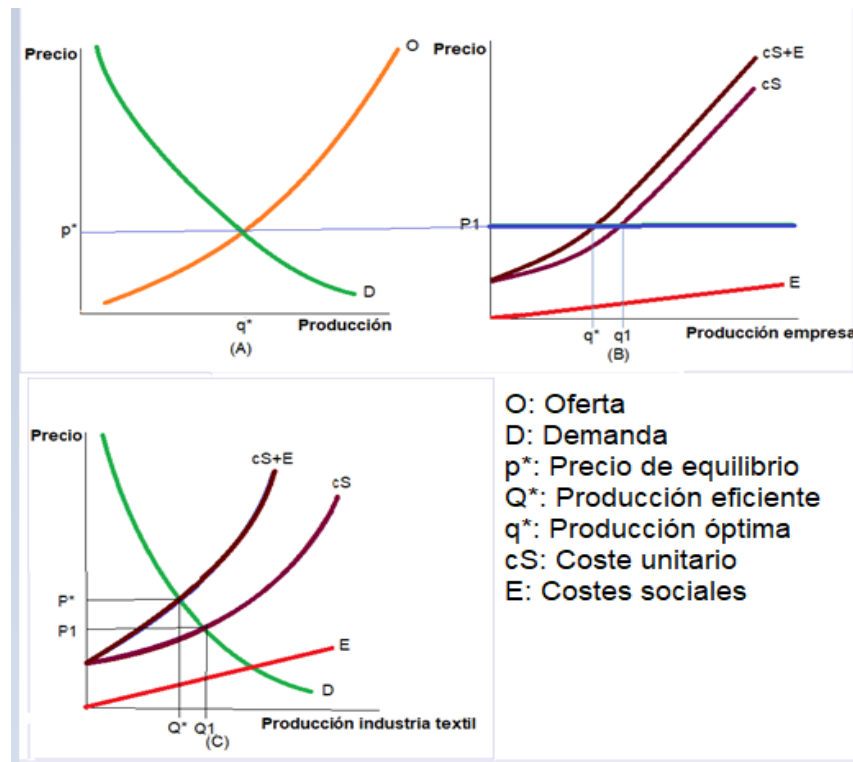 Precio
O
p*
D
q*
Producción
(A)
Precio
cS+E
cS
P1
E
q*
q1
Producción empresa
(B)
Precio
cS+E
cS
P*
P1
E
D
Producción industria textil
Q*
Q1
(C)
O: Oferta
D: Demanda
p*: Precio de equilibrio
Q*: Producción eficiente
q*: Producción óptima
cS: Coste unitario
E: Costes sociales